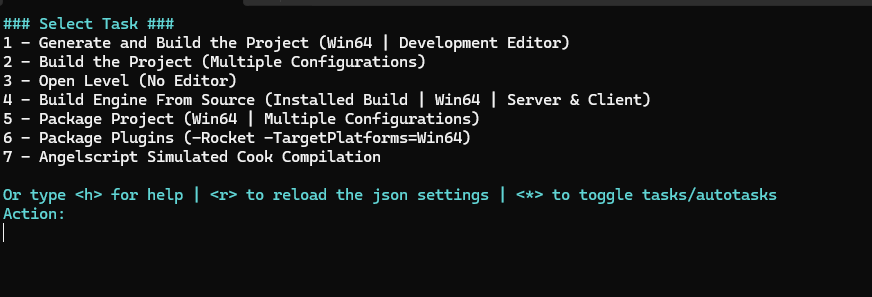 ### Select Task ###
1 - Generate and Build the Project (Win64 | Development Editor)
2 - Build the Project (Multiple Configurations)
3 - Open Level (No Editor)
4 - Build Engine From Source (Installed Build | Win64 | Server & Client)
5 - Package Project (Win64 | Multiple Configurations)
6 - Package Plugins (-Rocket -TargetPlatforms=Win64)
7 - Angelscript Simulated Cook Compilation
Or type <h> for help | <r> to reload the json settings | <*> to toggle tasks/autotasks
Action: